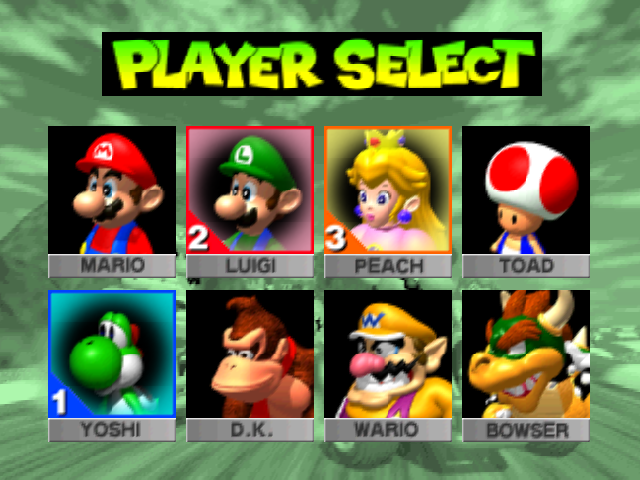 PLAYER SELECT
M L
2 3
MARIO LUIGI PEACH TOAD
W
1
YOSHI D.K. WARIO BOWSER